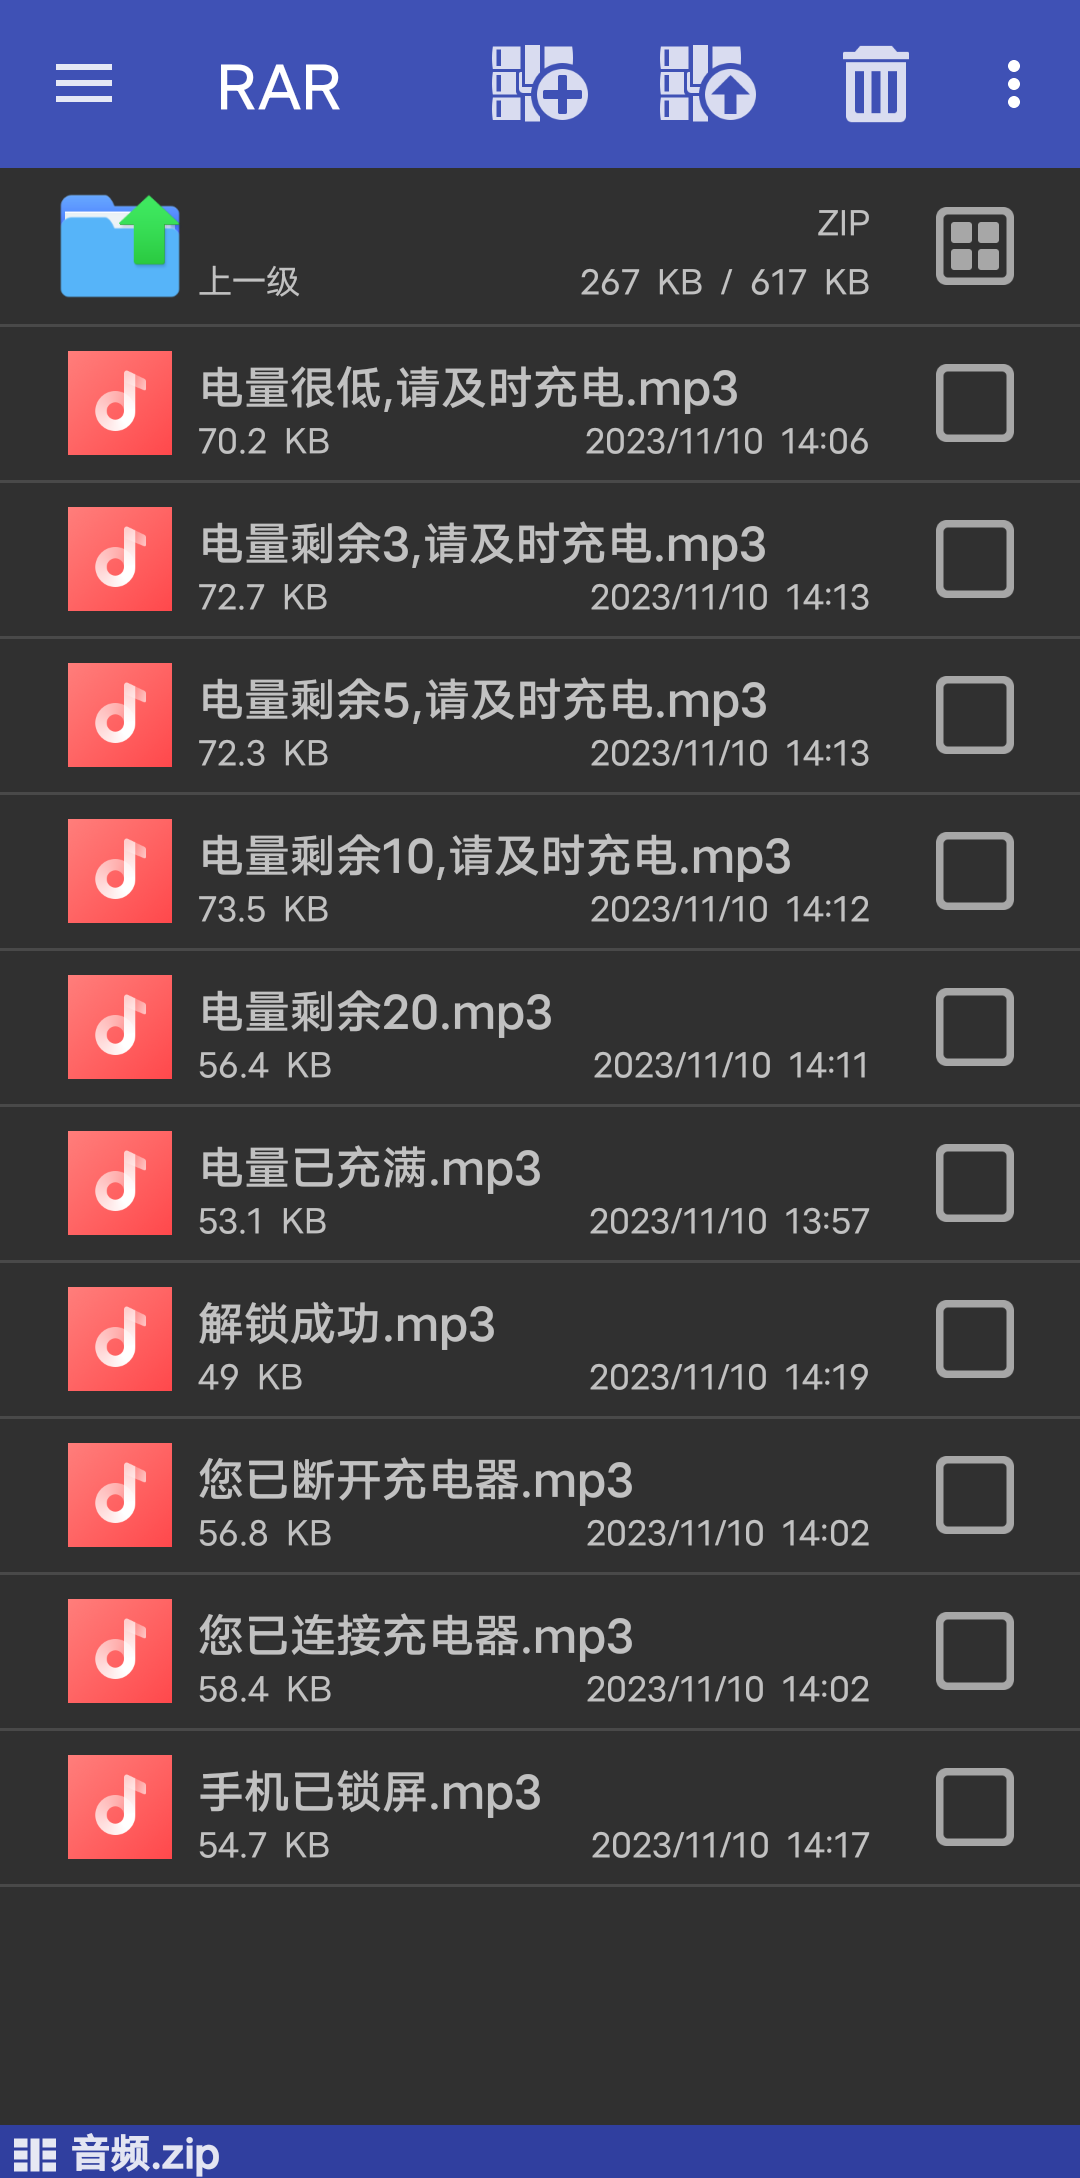 RAR
ZIP
上一级
267 KB / 617 KB
电量很低,请及时充电.mp3
70.2 KB 2023/11/10 14:06
电量剩余3,请及时充电.mp3
72.7 KB 2023/11/10 14:13
电量剩余5,请及时充电.mp3
72.3 KB 2023/11/10 14:13
电量剩余10,请及时充电.mp3
73.5 KB 2023/11/10 14:12
电量剩余20.mp3
56.4 KB 2023/11/10 14:11
电量已充满.mp3
53.1 KB 2023/11/10 13:57
解锁成功.mp3
49 KB 2023/11/10 14:19
您已断开充电器.mp3
56.8 KB 2023/11/10 14:02
您已连接充电器.mp3
58.4 KB 2023/11/10 14:02
手机已锁屏.mp3
54.7 KB 2023/11/10 14:17
音频.zip